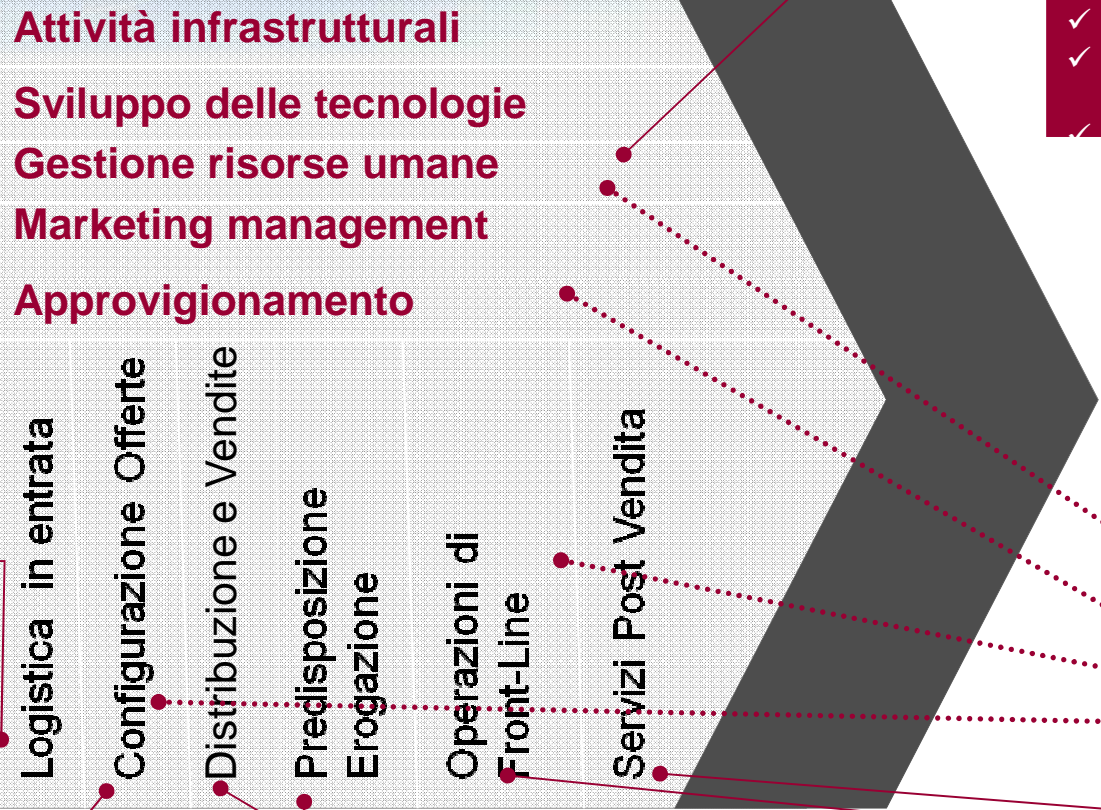 Attività infrastrutturali
Sviluppo delle tecnologie
Gestione risorse umane
Marketing management
Approvigionamento
Logistica in entrata
Configurazione Offerte
Distribuzione e Vendite
Predisposizione
Erogazione
Operazioni di
Front-Line
Servizi Post Vendita